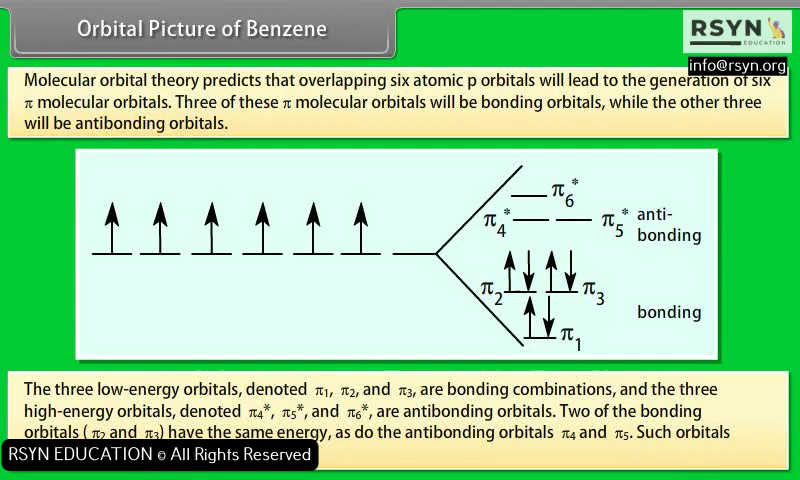 Orbital Picture of Benzene
RSYN
EDUCATION
info@rsyn.org
Molecular orbital theory predicts that overlapping six atomic p orbitals will lead to the generation of six
π molecular orbitals. Three of these π molecular orbitals will be bonding orbitals, while the other three
will be antibonding orbitals.
π6*
π4* π5* anti-
bonding
π2 π3
bonding
π1
The three low-energy orbitals, denoted π1, π2, and π3, are bonding combinations, and the three
high-energy orbitals, denoted π4*, π5*, and π6*, are antibonding orbitals. Two of the bonding
orbitals ( π2 and π3) have the same energy, as do the antibonding orbitals π4 and π5. Such orbitals
RSYN EDUCATION © All Rights Reserved